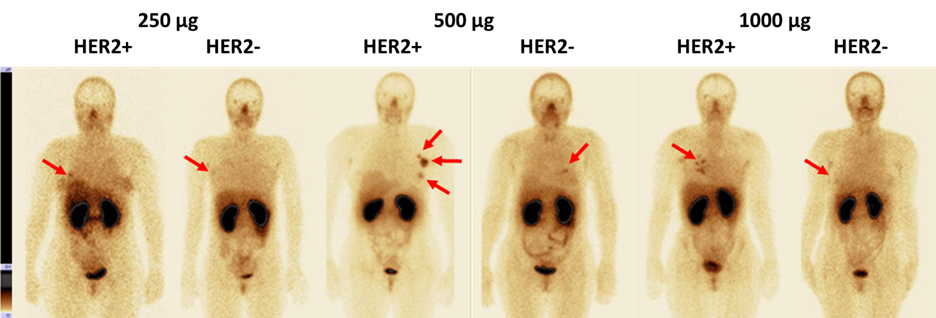 250 µg 500 µg 1000 µg
HER2+ HER2- HER2+ HER2- HER2+ HER2-